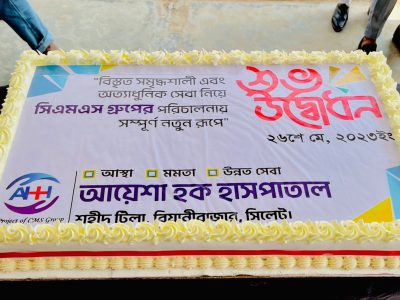 "বিস্তৃত সমৃদ্ধশালী এবং
অত্যাধুনিক সেবা নিয়ে
সিএমএস গ্রুপের পরিচালনায়
সম্পূর্ণ নতুন রূপে"
শুভ
উদ্বোধন
২৬শে মে, ২০২৩ইং
আস্থা মমতা উন্নত সেবা
আয়েশা হক হাসপাতাল
শহীদ টিলা, বিয়ানীবাজার, সিলেট।
AHH
Project of CMS Group